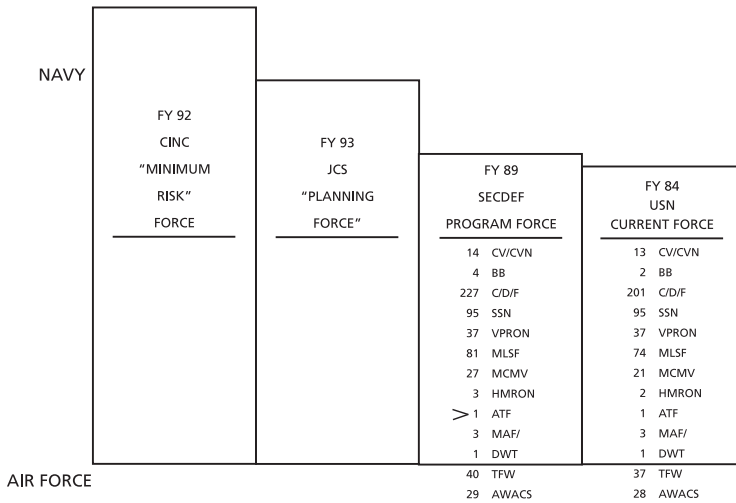 NAVY
FY 92
CINC
“MINIMUM
RISK”
FORCE
FY 93
JCS
“PLANNING
FORCE”
FY 89
SECDEF
PROGRAM FORCE
14 CV/CVN
4 BB
227 C/D/F
95 SSN
37 VPRON
81 MLSF
27 MCMV
3 HMRON
> 1 ATF
3 MAF/
1 DWT
40 TFW
29 AWACS
FY 84
USN
CURRENT FORCE
13 CV/CVN
2 BB
201 C/D/F
95 SSN
37 VPRON
74 MLSF
21 MCMV
2 HMRON
1 ATF
3 MAF/
1 DWT
37 TFW
28 AWACS
AIR FORCE